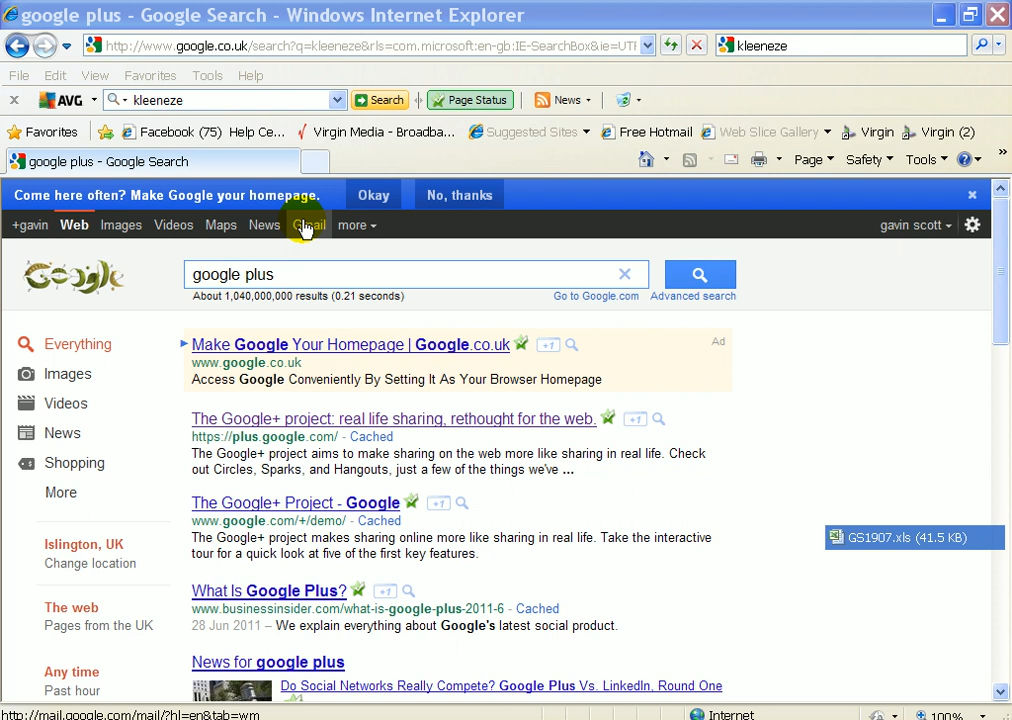 google plus - Google Search - Windows Internet Explorer
http://www.google.co.uk/search?q=kleeneze&rls=com.microsoft:en-gb:IE-SearchBox&ie=UTF
kleeneze
File Edit View Favorites Tools Help
AVG kleeneze Search Page Status News
Favorites Facebook (75) Help Ce... Virgin Media - Broadba... Suggested Sites Free Hotmail Web Slice Gallery Virgin Virgin (2)
google plus - Google Search Page Safety Tools
Come here often? Make Google your homepage. Okay No, thanks
+gavin Web Images Videos Maps News Gmail more gavin scott
Google google plus
About 1,040,000,000 results (0.21 seconds) Go to Google.com Advanced search
Everything
Images
Videos
News
Shopping
More
Islington, UK
Change location
The web
Pages from the UK
Any time
Past hour
Make Google Your Homepage | Google.co.uk +1 Ad
www.google.co.uk
Access Google Conveniently By Setting It As Your Browser Homepage
The Google+ project: real life sharing, rethought for the web. +1
https://plus.google.com/ - Cached
The Google+ project aims to make sharing on the web more like sharing in real life. Check
out Circles, Sparks, and Hangouts, just a few of the things we've ...
The Google+ Project - Google +1
www.google.com/+/demo/ - Cached
The Google+ project makes sharing online more like sharing in real life. Take the interactive
tour for a quick look at five of the first key features.
What Is Google Plus? +1
www.businessinsider.com/what-is-google-plus-2011-6 - Cached
28 Jun 2011 – We explain everything about Google's latest social product.
News for google plus
Do Social Networks Really Compete? Google Plus Vs. LinkedIn, Round One
GS1907.xls (41.5 KB)
http://mail.google.com/mail/?hl=en&tab=wm Internet 100%